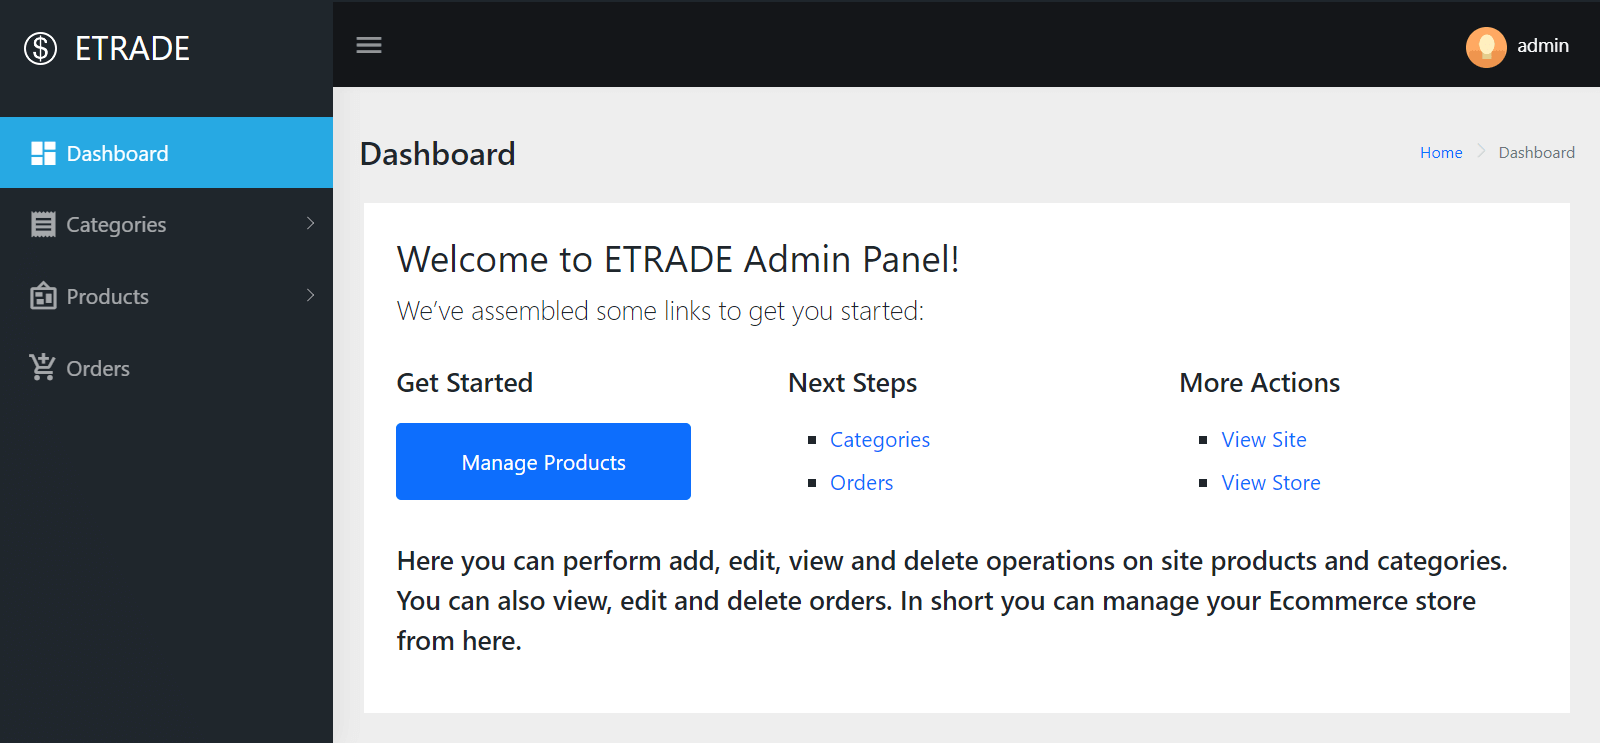 ETRADE
admin
Dashboard
Categories
Products
Orders
Dashboard
Home
Dashboard
Welcome to ETRADE Admin Panel!
We’ve assembled some links to get you started:
Get Started
Manage Products
Next Steps
Categories
Orders
More Actions
View Site
View Store
Here you can perform add, edit, view and delete operations on site products and categories.
You can also view, edit and delete orders. In short you can manage your Ecommerce store
from here.